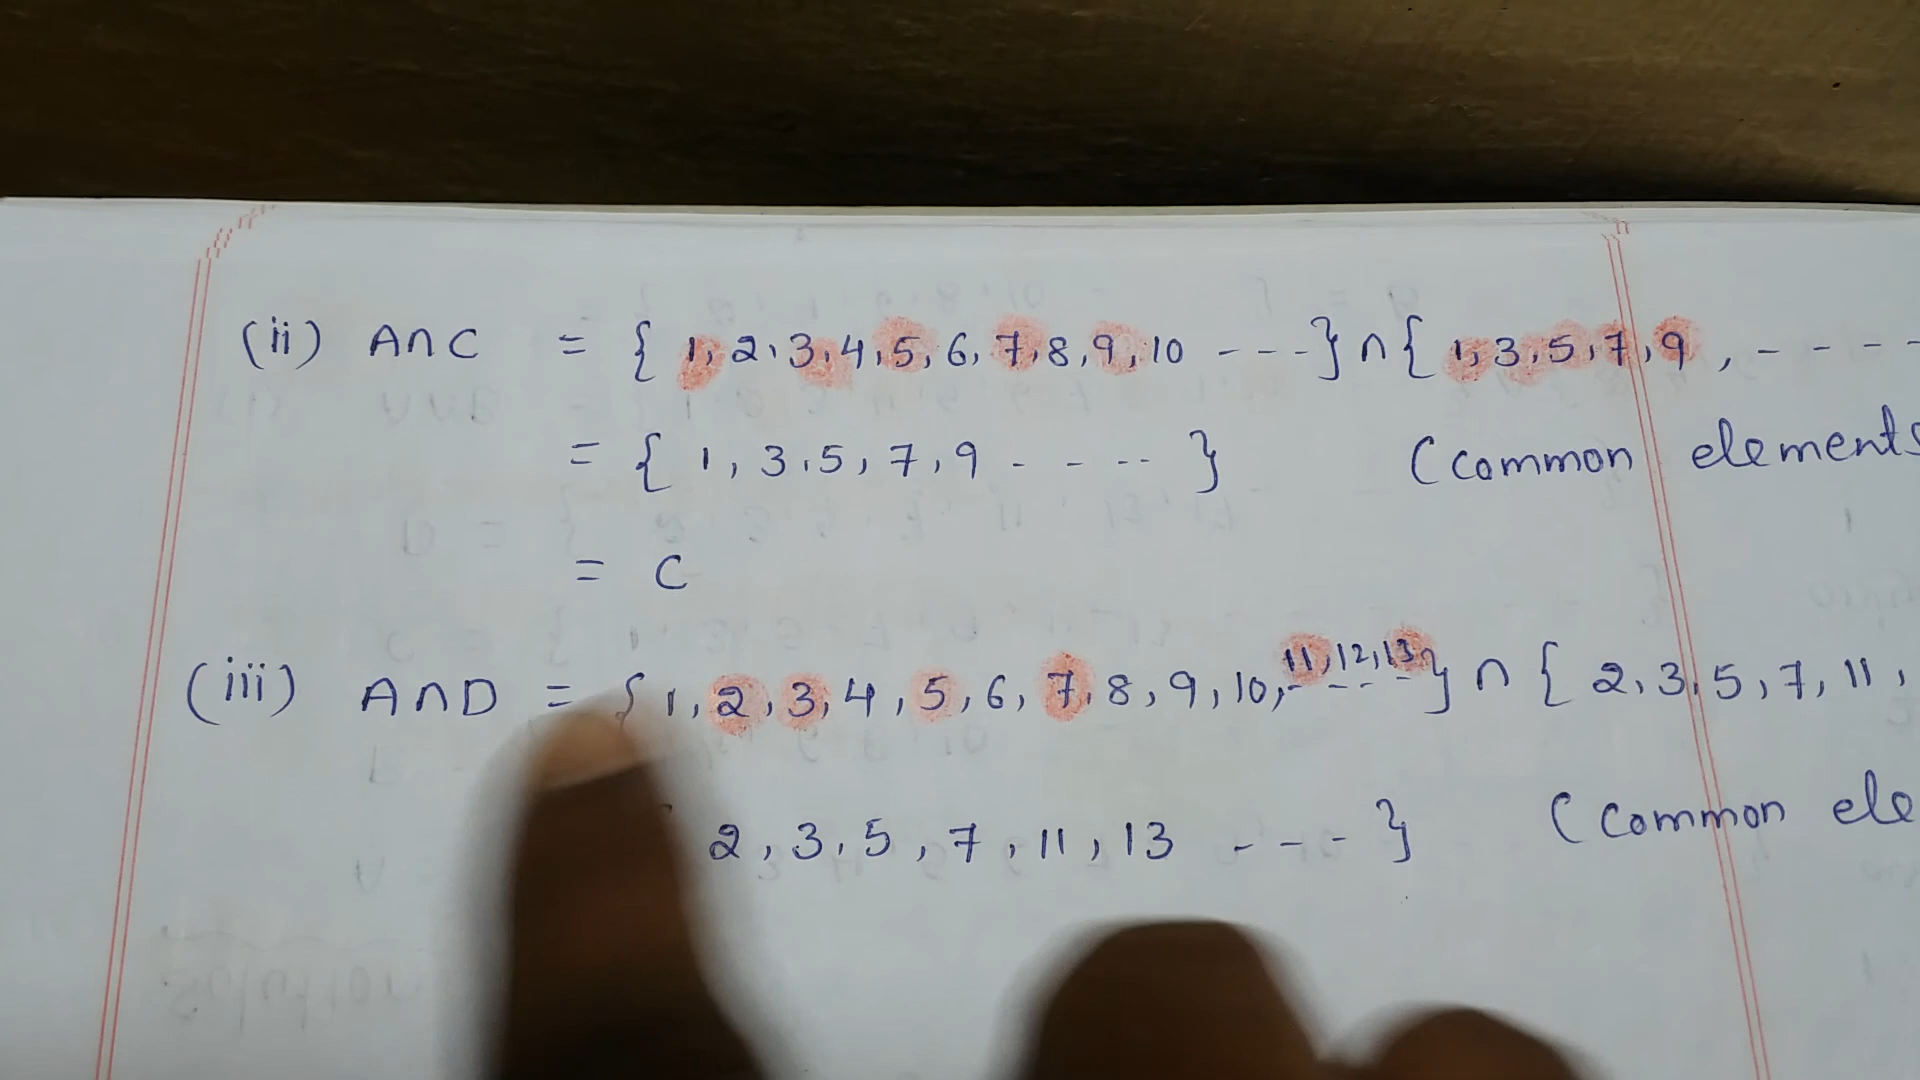 (ii) A∩C = { 1, 2, 3, 4, 5, 6, 7, 8, 9, 10 - - - } ∩ { 1, 3, 5, 7, 9, - - - -
= { 1, 3, 5, 7, 9 - - - - } (common elements
= C
(iii) A∩D = { 1, 2, 3, 4, 5, 6, 7, 8, 9, 10, 11, 12, 13 - - - - } ∩ { 2, 3, 5, 7, 11,
2, 3, 5, 7, 11, 13 - - - } (common ele